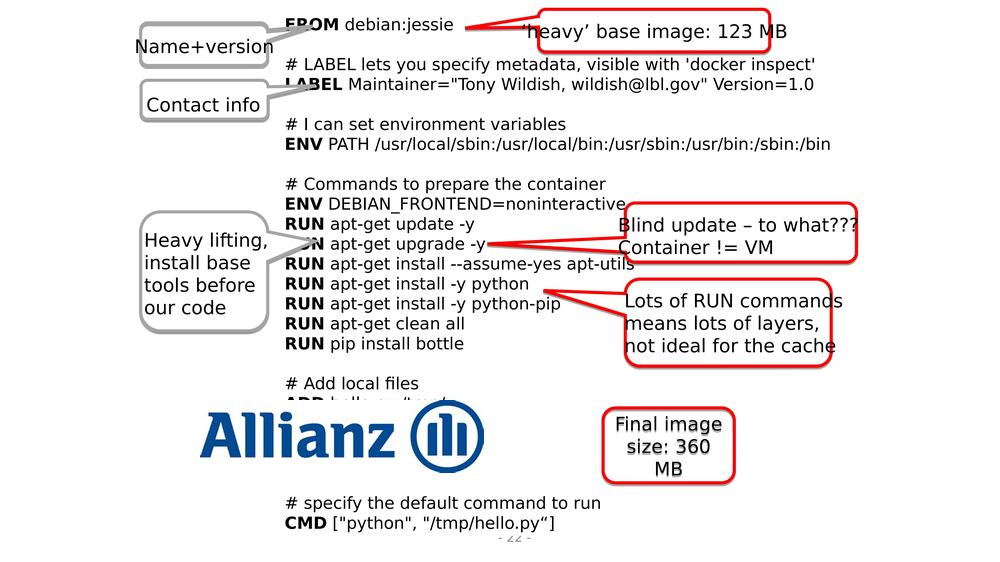 FROM debian:jessie
'heavy' base image: 123 MB
Name+version
# LABEL lets you specify metadata, visible with 'docker inspect'
LABEL Maintainer="Tony Wildish, wildish@lbl.gov" Version=1.0
Contact info
# I can set environment variables
ENV PATH /usr/local/sbin:/usr/local/bin:/usr/sbin:/usr/bin:/sbin:/bin
# Commands to prepare the container
ENV DEBIAN_FRONTEND=noninteractive
RUN apt-get update -y
RUN apt-get upgrade -y
RUN apt-get install --assume-yes apt-utils
RUN apt-get install -y python
RUN apt-get install -y python-pip
RUN apt-get clean all
RUN pip install bottle
Heavy lifting,
install base
tools before
our code
Blind update – to what???
Container != VM
Lots of RUN commands
means lots of layers,
not ideal for the cache
# Add local files
Allianz
Final image
size: 360
MB
# specify the default command to run
CMD ["python", "/tmp/hello.py“]
- 22 -